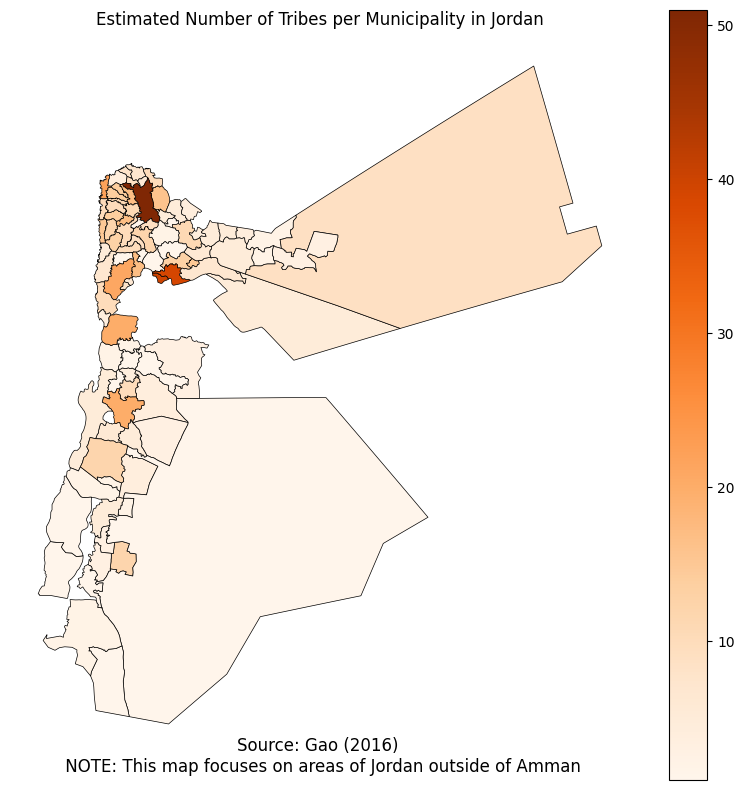 Estimated Number of Tribes per Municipality in Jordan
50
40
30
20
10
Source: Gao (2016)
NOTE: This map focuses on areas of Jordan outside of Amman